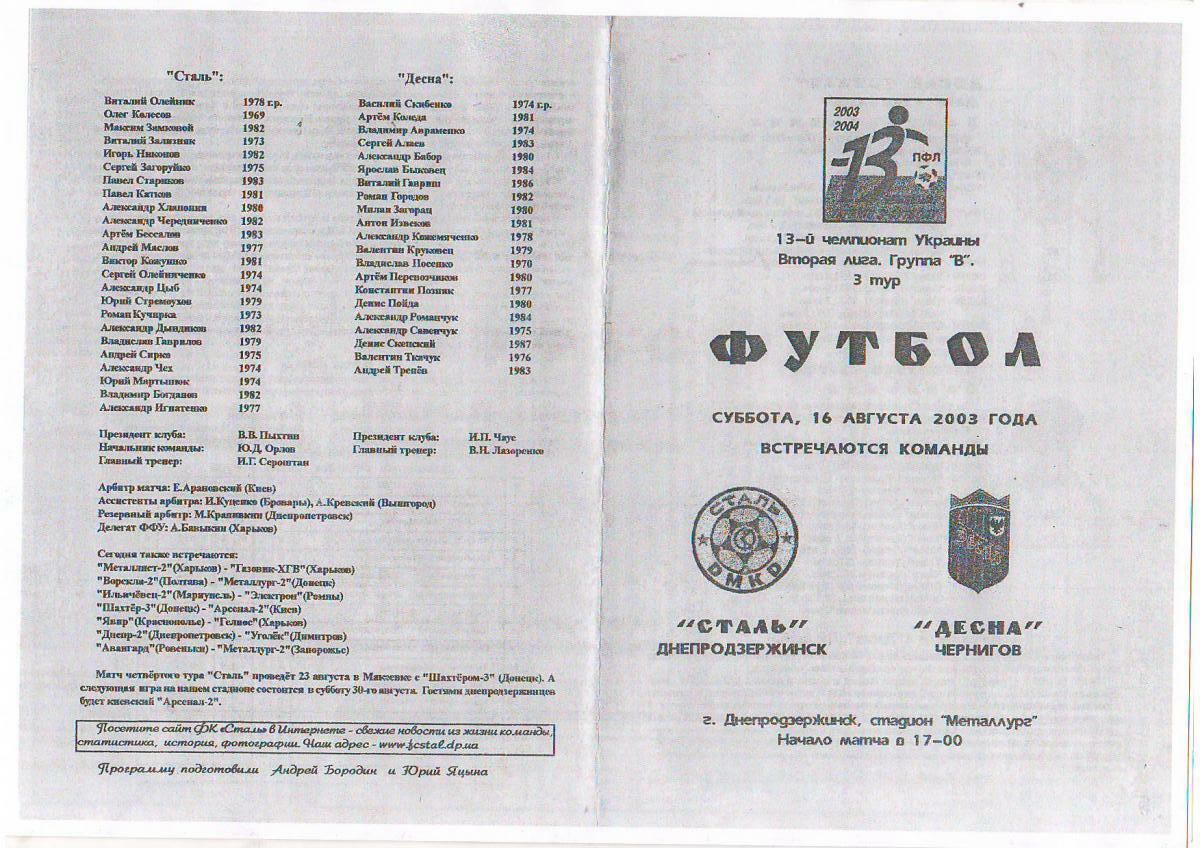 "Сталь":
Виталий Олейник 1978 г.р.
Олег Колесов 1969
Максим Замковой 1982
Виталий Зализняк 1973
Игорь Никонов 1982
Сергей Загоруйко 1975
Павел Стариков 1983
Павел Катков 1981
Александр Хлапонин 1980
Александр Чередниченко 1982
Артём Бессалов 1983
Андрей Маслов 1977
Виктор Кожушко 1981
Сергей Олейниченко 1974
Александр Цыб 1974
Юрий Стремоухов 1979
Роман Кучирка 1973
Александр Дындиков 1982
Владислав Гаврилов 1979
Андрей Сирко 1975
Александр Чех 1974
Юрий Мартынюк 1974
Владимир Богданов 1982
Александр Игнатенко 1977
Президент клуба: В.В. Пыхтин
Начальник команды: Ю.Д. Орлов
Главный тренер: И.Г. Сероштан
"Десна":
Василий Скибенко 1974 г.р.
Артём Коледа 1981
Владимир Авраменко 1974
Сергей Алаев 1983
Александр Бабор 1980
Ярослав Быковец 1984
Виталий Гавриш 1986
Роман Городов 1982
Милан Загорац 1980
Антон Извеков 1981
Александр Кожемяченко 1978
Валентин Круковец 1979
Владислав Носенко 1970
Артём Перевозчиков 1980
Константин Позняк 1977
Денис Пойда 1980
Александр Романчук 1984
Александр Савенчук 1975
Денис Скепский 1987
Валентин Ткачук 1976
Андрей Трепёв 1983
Президент клуба: И.П. Чаус
Главный тренер: В.Н. Лазоренко
Арбитр матча: Е.Арановский (Киев)
Ассистенты арбитра: И.Куценко (Бровары), А.Кревский (Вышгород)
Резервный арбитр: М.Крапивкин (Днепропетровск)
Делегат ФФУ: А.Баныкин (Харьков)
Сегодня также встречаются:
"Металлист-2"(Харьков) - "Газовик-ХГВ"(Харьков)
"Ворскла-2"(Полтава) - "Металлург-2"(Донецк)
"Ильичёвец-2"(Мариуполь) - "Электрон"(Ромны)
"Шахтёр-3"(Донецк) - "Арсенал-2"(Киев)
"Явир"(Краснополье) - "Гелиос"(Харьков)
"Днепр-2"(Днепропетровск) - "Уголёк"(Димитров)
"Авангард"(Ровеньки) - "Металлург-2"(Запорожье)
Матч четвёртого тура "Сталь" проведёт 23 августа в Макеевке с "Шахтёром-3" (Донецк). А
следующая игра на нашем стадионе состоится в субботу 30-го августа. Гостями днепродзержинцев
будет киевский "Арсенал-2".
Посетите сайт ФК «Сталь» в Интернете - свежие новости из жизни команды,
статистика, история, фотографии. Наш адрес - www.fcstal.dp.ua
Программу подготовили Андрей Бородин и Юрий Яцына
2003
2004
-13
ПФЛ
13-й чемпионат Украины
Вторая лига. Группа "В".
3 тур
ФУТБОЛ
СУББОТА, 16 АВГУСТА 2003 ГОДА
ВСТРЕЧАЮТСЯ КОМАНДЫ
СТАЛЬ
DMKD
"СТАЛЬ"
ДНЕПРОДЗЕРЖИНСК
"ДЕСНА"
ЧЕРНИГОВ
г. Днепродзержинск, стадион "Металлург"
Начало матча в 17-00